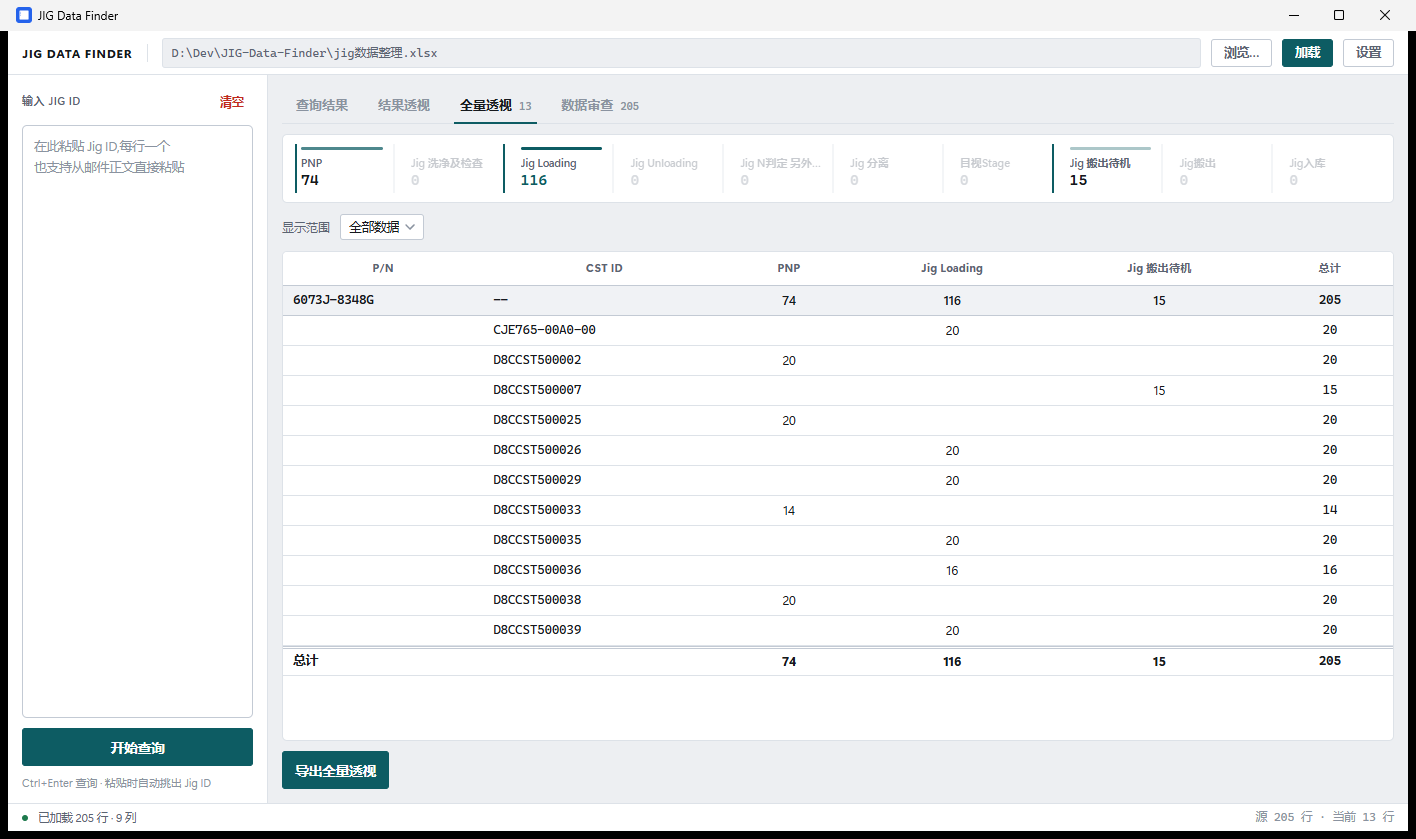 JIG Data Finder
JIG DATA FINDER
D:\Dev\JIG-Data-Finder\jig数据整理.xlsx
浏览...
加载
设置
输入 JIG ID
清空
在此粘贴 Jig ID,每行一个
也支持从邮件正文直接粘贴
开始查询
Ctrl+Enter 查询 · 粘贴时自动挑出 Jig ID
查询结果
结果透视
全量透视 13
数据审查 205
PNP
74
Jig 洗净及检查
0
Jig Loading
116
Jig Unloading
0
Jig N判定 另外...
0
Jig 分离
0
目视Stage
0
Jig 搬出待机
15
Jig搬出
0
Jig入库
0
显示范围 全部数据
P/N CST ID PNP Jig Loading Jig 搬出待机 总计
6073J-8348G —— 74 116 15 205
CJE765-00A0-00 20 20
D8CCST500002 20 20
D8CCST500007 15 15
D8CCST500025 20 20
D8CCST500026 20 20
D8CCST500029 20 20
D8CCST500033 14 14
D8CCST500035 20 20
D8CCST500036 16 16
D8CCST500038 20 20
D8CCST500039 20 20
总计 74 116 15 205
导出全量透视
已加载 205 行 · 9 列
源 205 行 · 当前 13 行